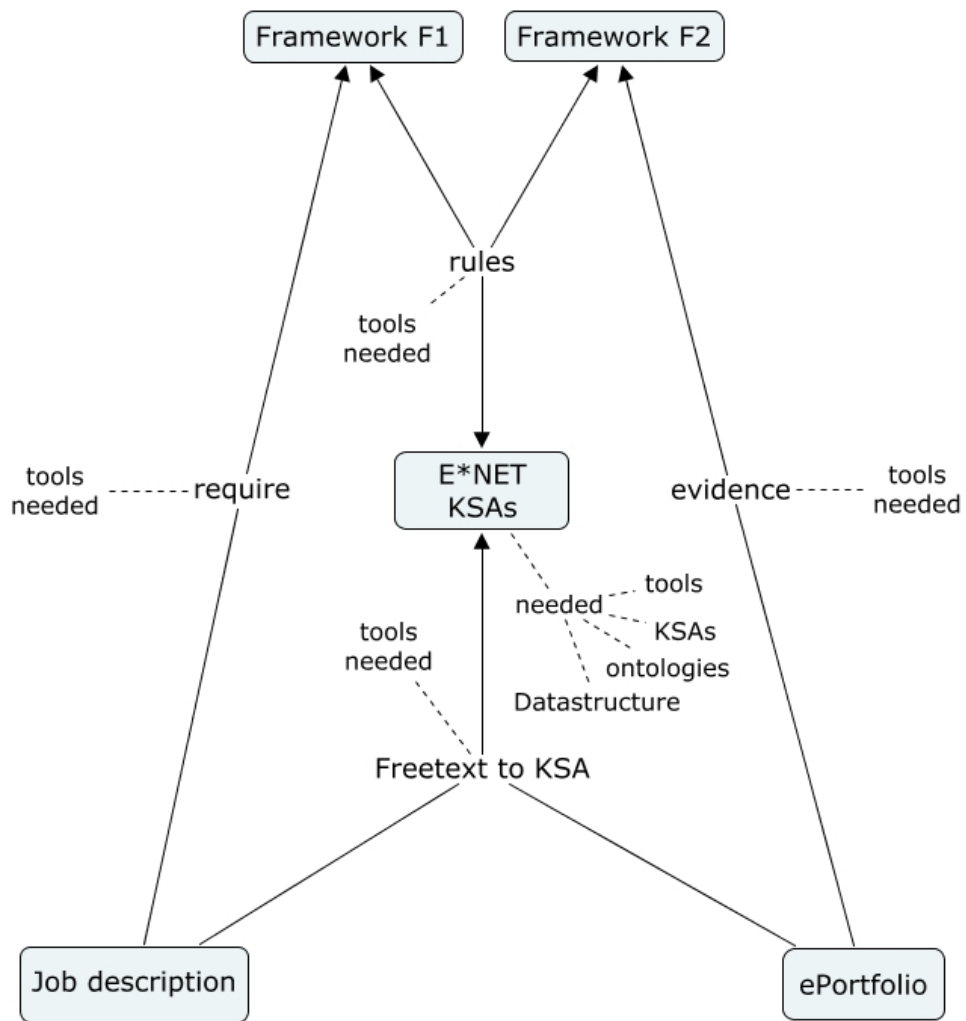 Framework F1
Framework F2
rules
tools
needed
E*NET
KSAs
tools
needed
require
evidence
tools
needed
needed
tools
KSAs
ontologies
Datastructure
tools
needed
Freetext to KSA
Job description
ePortfolio